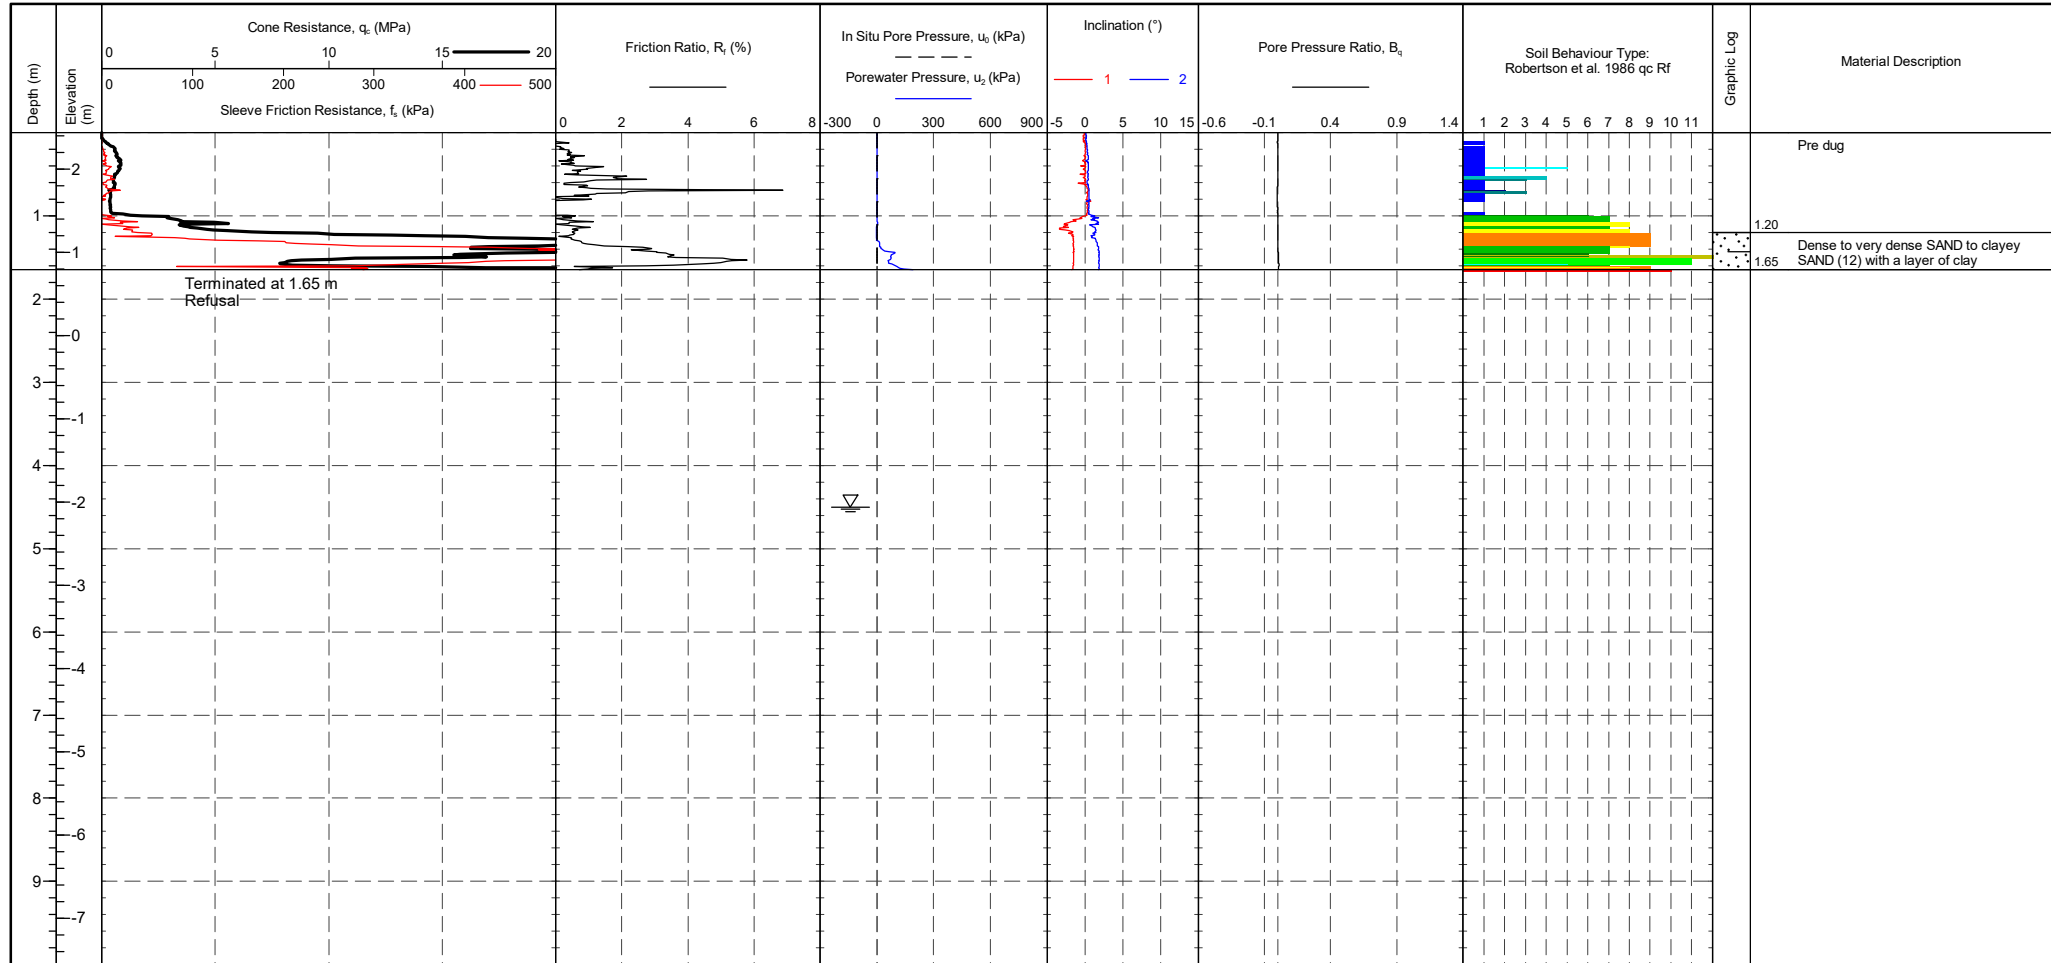 Depth (m)
Elevation (m)
Cone Resistance, qc (MPa)
0 5 10 15 20
0 100 200 300 400 500
Sleeve Friction Resistance, fs (kPa)
Friction Ratio, Rf (%)
0 2 4 6 8
In Situ Pore Pressure, u0 (kPa)
Porewater Pressure, u2 (kPa)
-300 0 300 600 900
Inclination (°)
1 2
-5 0 5 10 15
Pore Pressure Ratio, Bq
-0.6 -0.1 0.4 0.9 1.4
Soil Behaviour Type:
Robertson et al. 1986 qc Rf
1 2 3 4 5 6 7 8 9 10 11
Graphic Log
Material Description
Pre dug
1.20
Dense to very dense SAND to clayey
SAND (12) with a layer of clay
1.65
Terminated at 1.65 m
Refusal
1
2
3
4
5
6
7
8
9
2
1
-0
-1
-2
-3
-4
-5
-6
-7